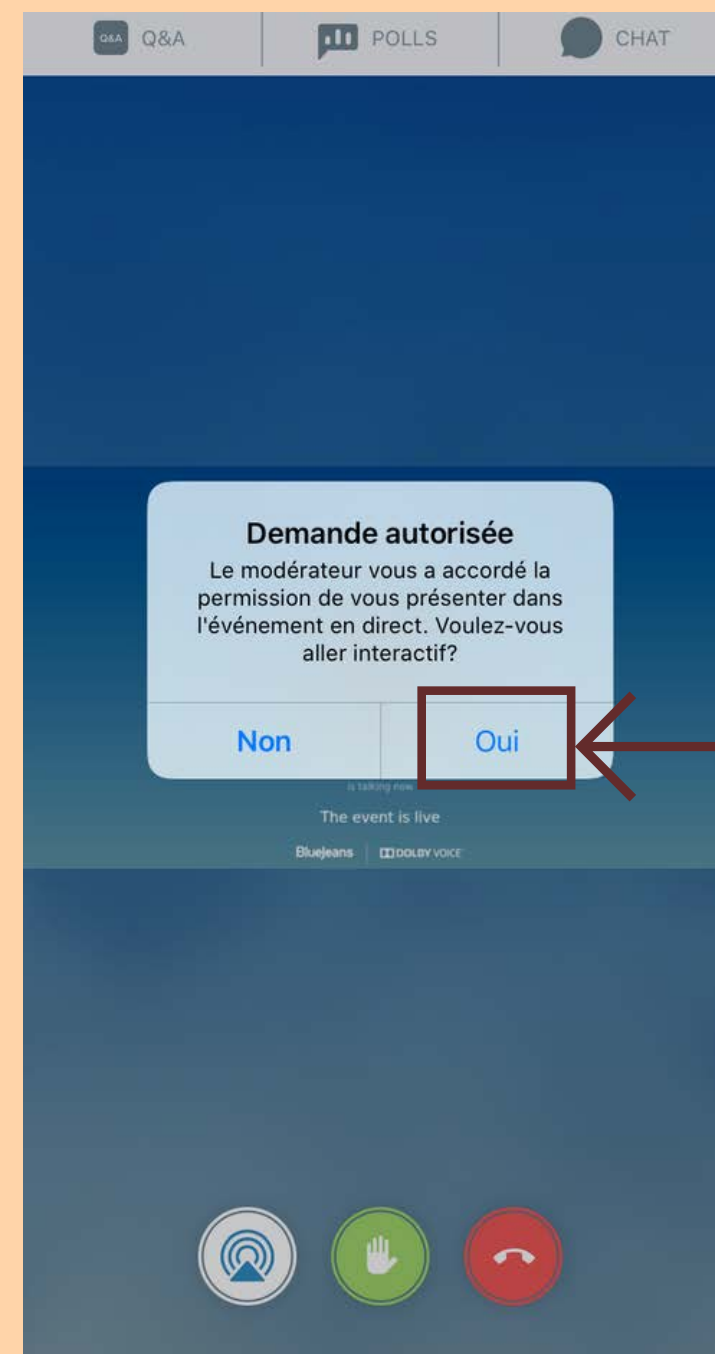 Q&A Q&A POLLS CHAT
Demande autorisée
Le modérateur vous a accordé la
permission de vous présenter dans
l'événement en direct. Voulez-vous
aller interactif?
Non Oui
is talking now
The event is live
BlueJeans DOLBY VOICE